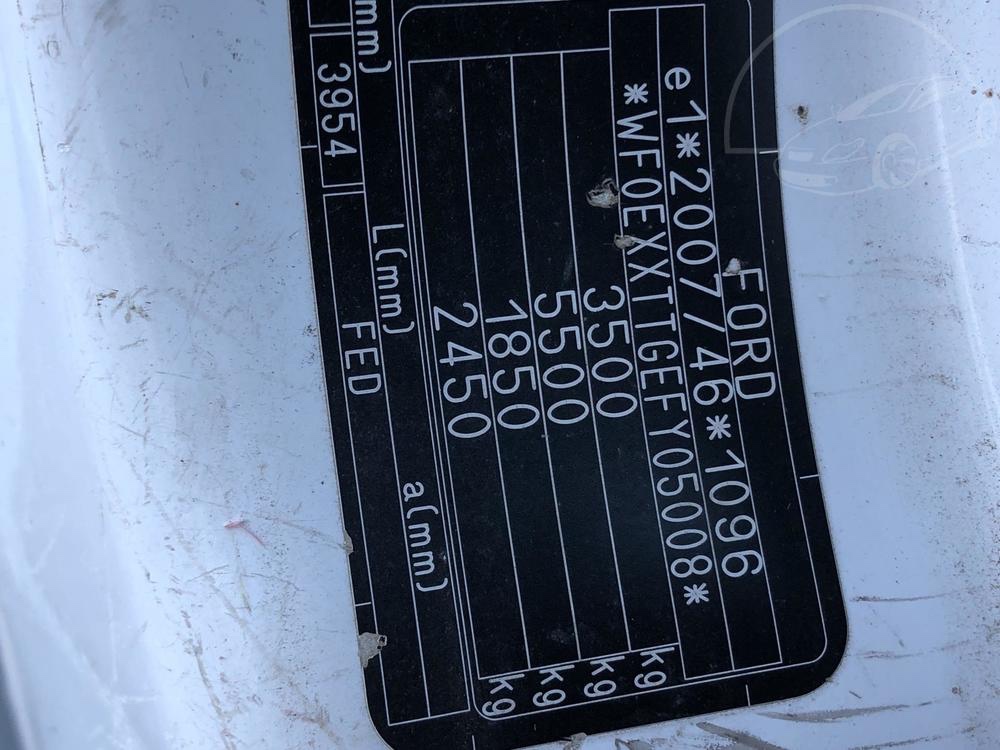 FORD
e1*2007/46*1096
*WF0EXXTTGEFY05008*
3500 kg
5500 kg
1850 kg
2450 kg
mm) L(mm) a(mm)
3954 FED